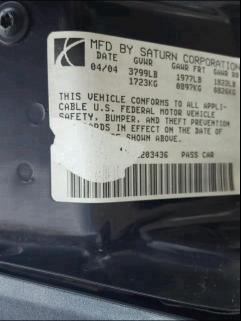 MFD BY SATURN CORPORATION
DATE GVWR GAWR FRT GAWR RR
04/04 3799LB 1977LB 1822LB
1723KG 0897KG 0826KG
THIS VEHICLE CONFORMS TO ALL APPLI-
CABLE U.S. FEDERAL MOTOR VEHICLE
SAFETY, BUMPER, AND THEFT PREVENTION
IN EFFECT ON THE DATE OF
SHOWN ABOVE.
203436 PASS CAR